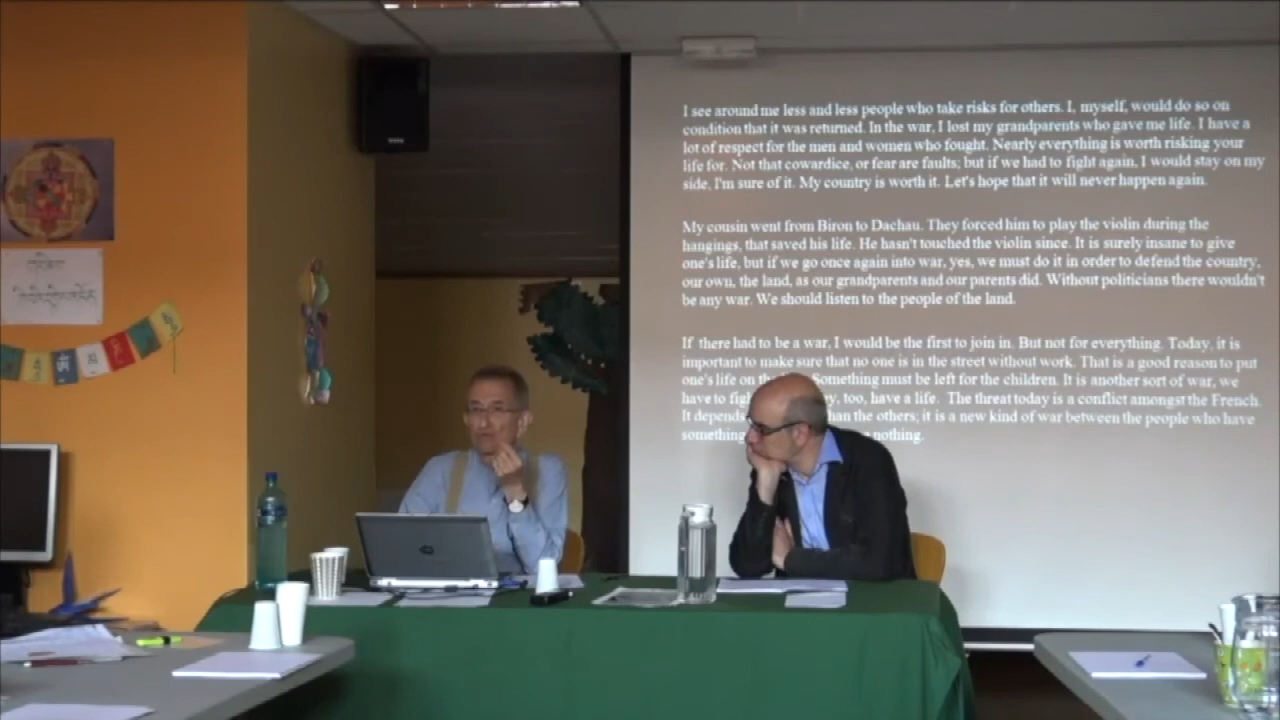 I see around me less and less people who take risks for others. I, myself, would do so on
condition that it was returned. In the war, I lost my grandparents who gave me life. I have a
lot of respect for the men and women who fought. Nearly everything is worth risking your
life for. Not that cowardice, or fear are faults; but if we had to fight again, I would stay on my
side, I'm sure of it. My country is worth it. Let's hope that it will never happen again.
My cousin went from Biron to Dachau. They forced him to play the violin during the
hangings, that saved his life. He hasn't touched the violin since. It is surely insane to give
one's life, but if we go once again into war, yes, we must do it in order to defend the country,
our own, the land, as our grandparents and our parents did. Without politicians there wouldn't
be any war. We should listen to the people of the land.
If there had to be a war, I would be the first to join in. But not for everything. Today, it is
important to make sure that no one is in the street without work. That is a good reason to put
one's life on Something must be left for the children. It is another sort of war, we
have to too, have a life. The threat today is a conflict amongst the French.
It depends than the others; it is a new kind of war between the people who have
something nothing.